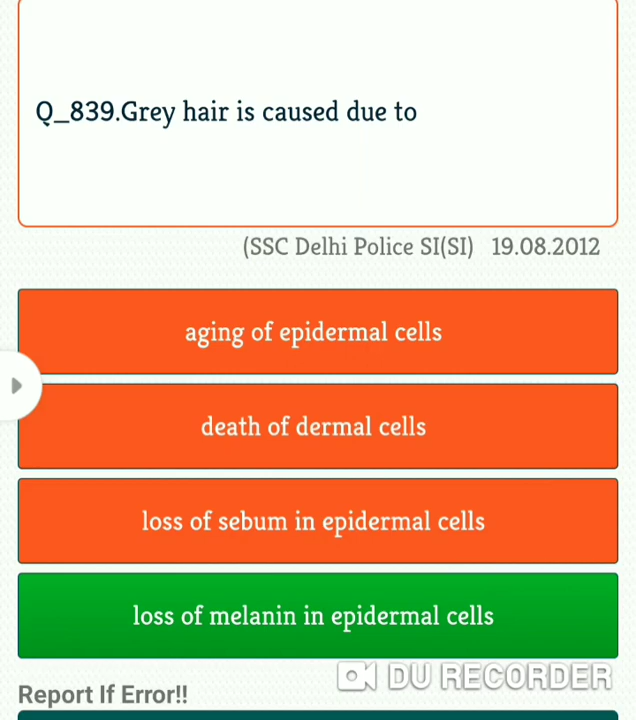 Q_839.Grey hair is caused due to
(SSC Delhi Police SI(SI) 19.08.2012
aging of epidermal cells
death of dermal cells
loss of sebum in epidermal cells
loss of melanin in epidermal cells
DU RECORDER
Report If Error!!